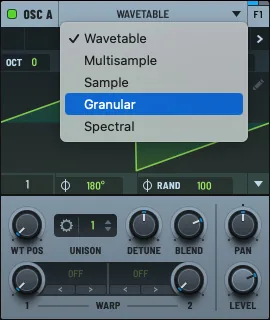 OSC A WAVETABLE F1
✓ Wavetable
OCT 0
Multisample
Sample
Granular
Spectral
1 180° RAND 100
1
WT POS UNISON DETUNE BLEND PAN
OFF OFF
1 WARP 2 LEVEL